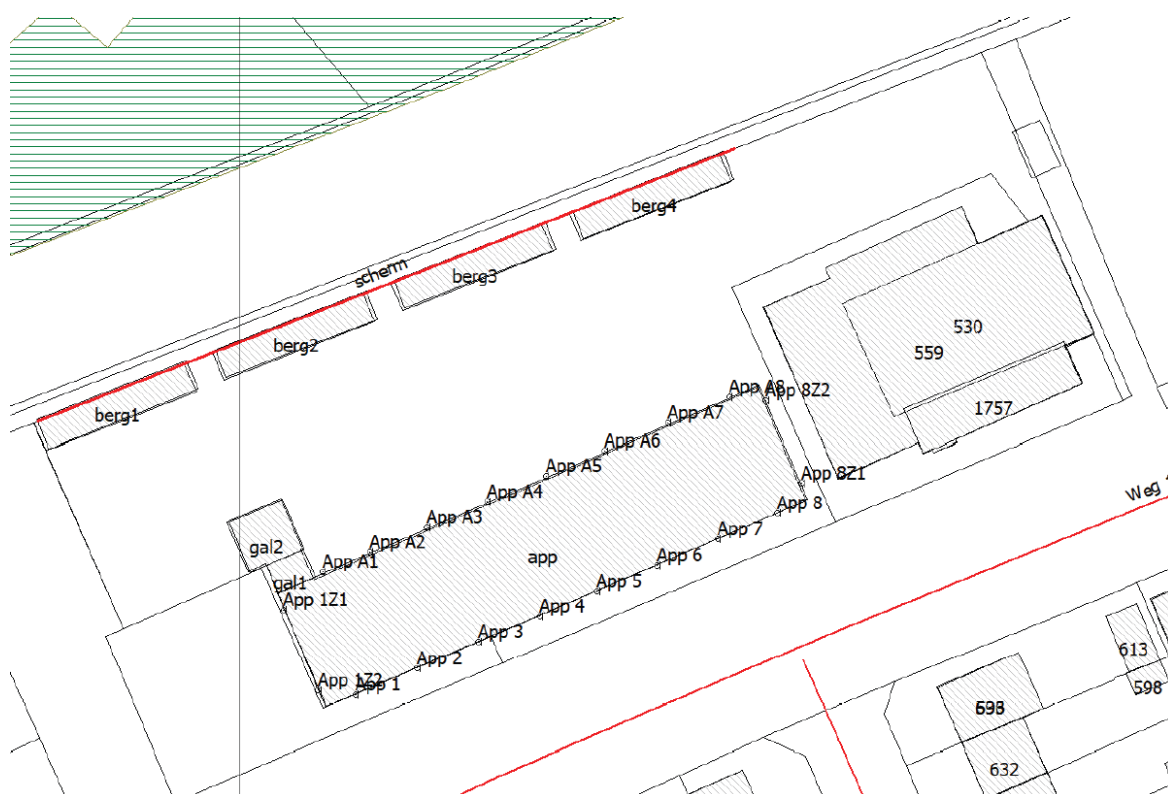 berg4
scherm
berg3
530
berg2
559
App A8
App 8Z2
1757
berg1
App A7
App A6
App A5
App 8Z1
App A4
Weg
App A3
App 8
App A2
App 7
gal2
App A1
app
App 6
gal1
App 5
App 1Z1
App 4
App 3
613
App 2
App 1Z2
App 1
598
632